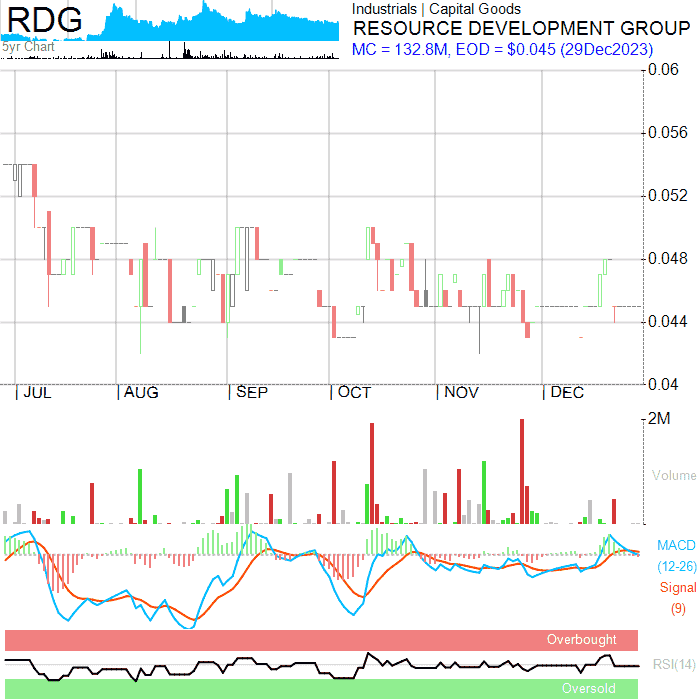 RDG
5yr Chart
Industrials | Capital Goods
RESOURCE DEVELOPMENT GROUP
MC = 132.8M, EOD = $0.045 (29Dec2023)
0.06
0.056
0.052
0.048
0.044
0.04
| JUL | AUG | SEP | OCT | NOV | DEC
2M
Volume
MACD
(12-26)
Signal
(9)
Overbought
RSI(14)
Oversold